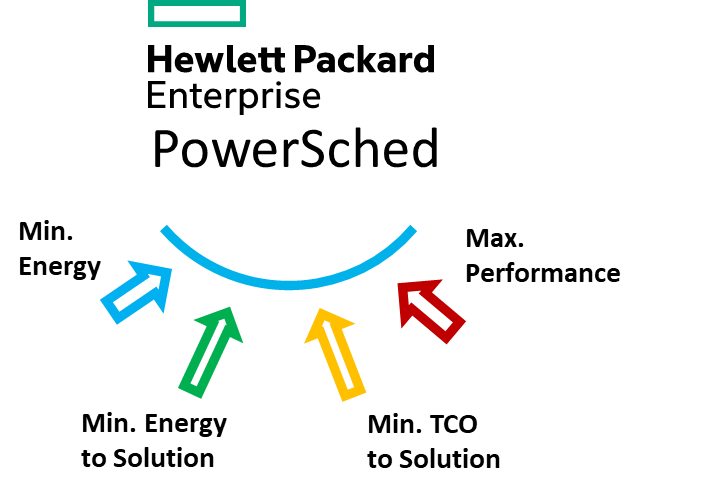 Hewlett Packard
Enterprise
PowerSched
Min.
Energy
Max.
Performance
Min. Energy
to Solution
Min. TCO
to Solution